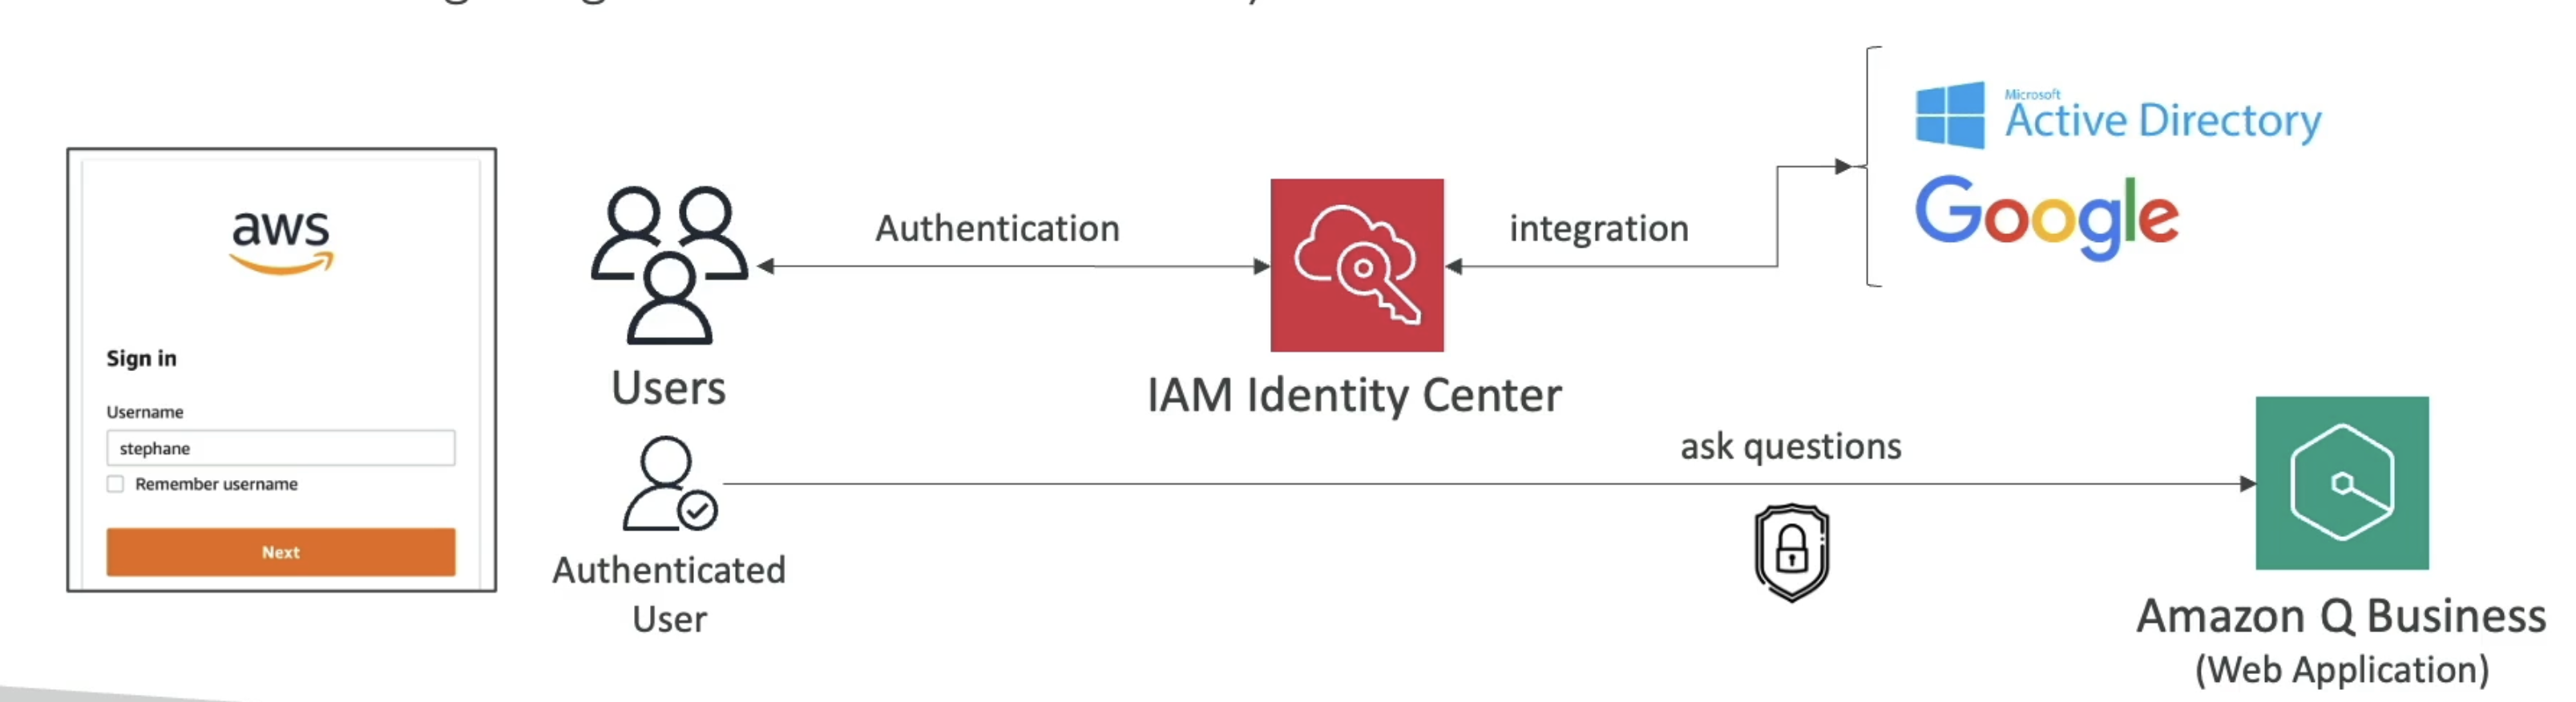 aws
Sign in
Username
stephane
Remember username
Next
Users
Authentication
IAM Identity Center
integration
Microsoft
Active Directory
Google
Authenticated
User
ask questions
Amazon Q Business
(Web Application)